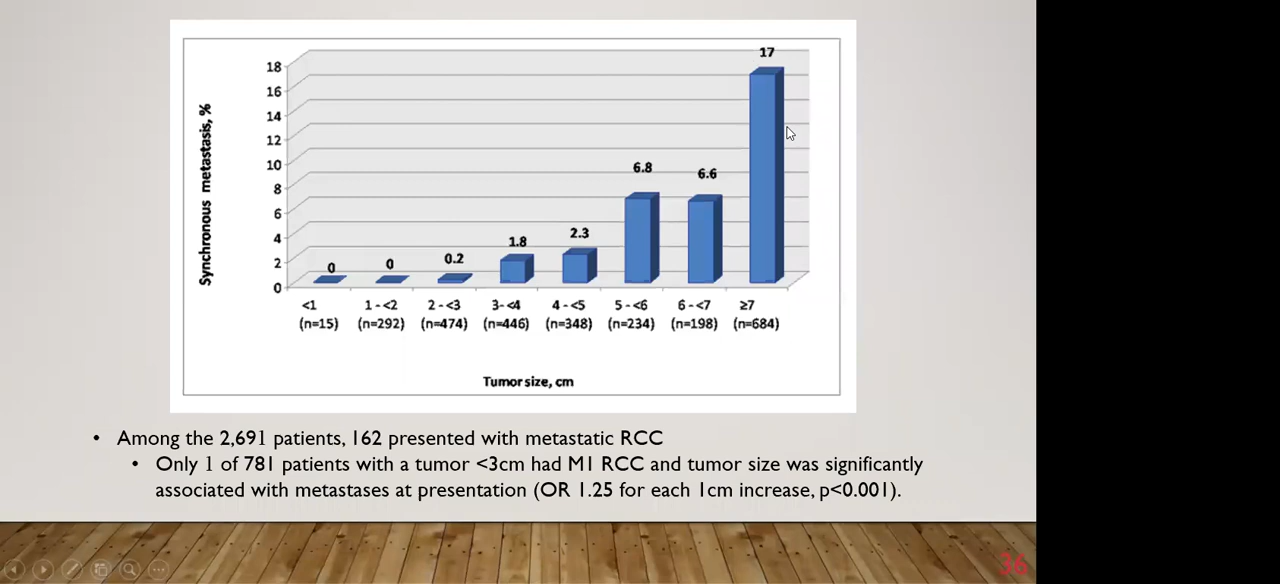 17
18
16
14
12
10
8
6
4
2
0
Synchronous metastasis, %
0
0
0.2
1.8
2.3
6.8
6.6
<1 1 - <2 2 - <3 3- <4 4 - <5 5 - <6 6 - <7 ≥7
(n=15) (n=292) (n=474) (n=446) (n=348) (n=234) (n=198) (n=684)
Tumor size, cm
• Among the 2,691 patients, 162 presented with metastatic RCC
• Only 1 of 781 patients with a tumor <3cm had M1 RCC and tumor size was significantly
associated with metastases at presentation (OR 1.25 for each 1cm increase, p<0.001).
36